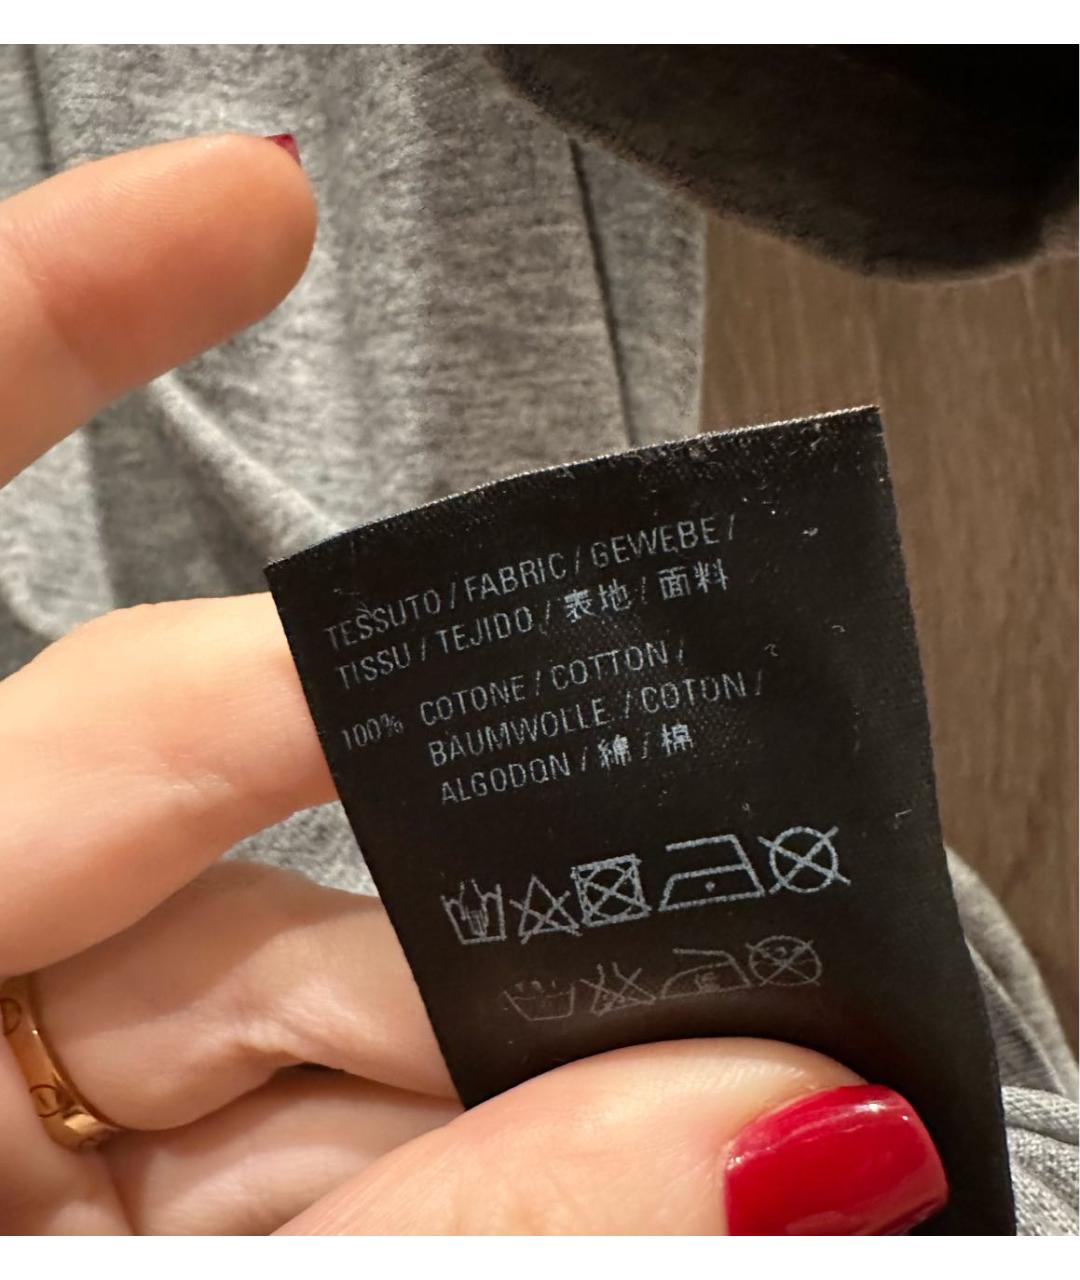 TESSUTO / FABRIC / GEWEBE /
TISSU / TEJIDO / 表地 / 面料
100% COTONE / COTTON /
BAUMWOLLE / COTON /
ALGODON / 綿 / 棉